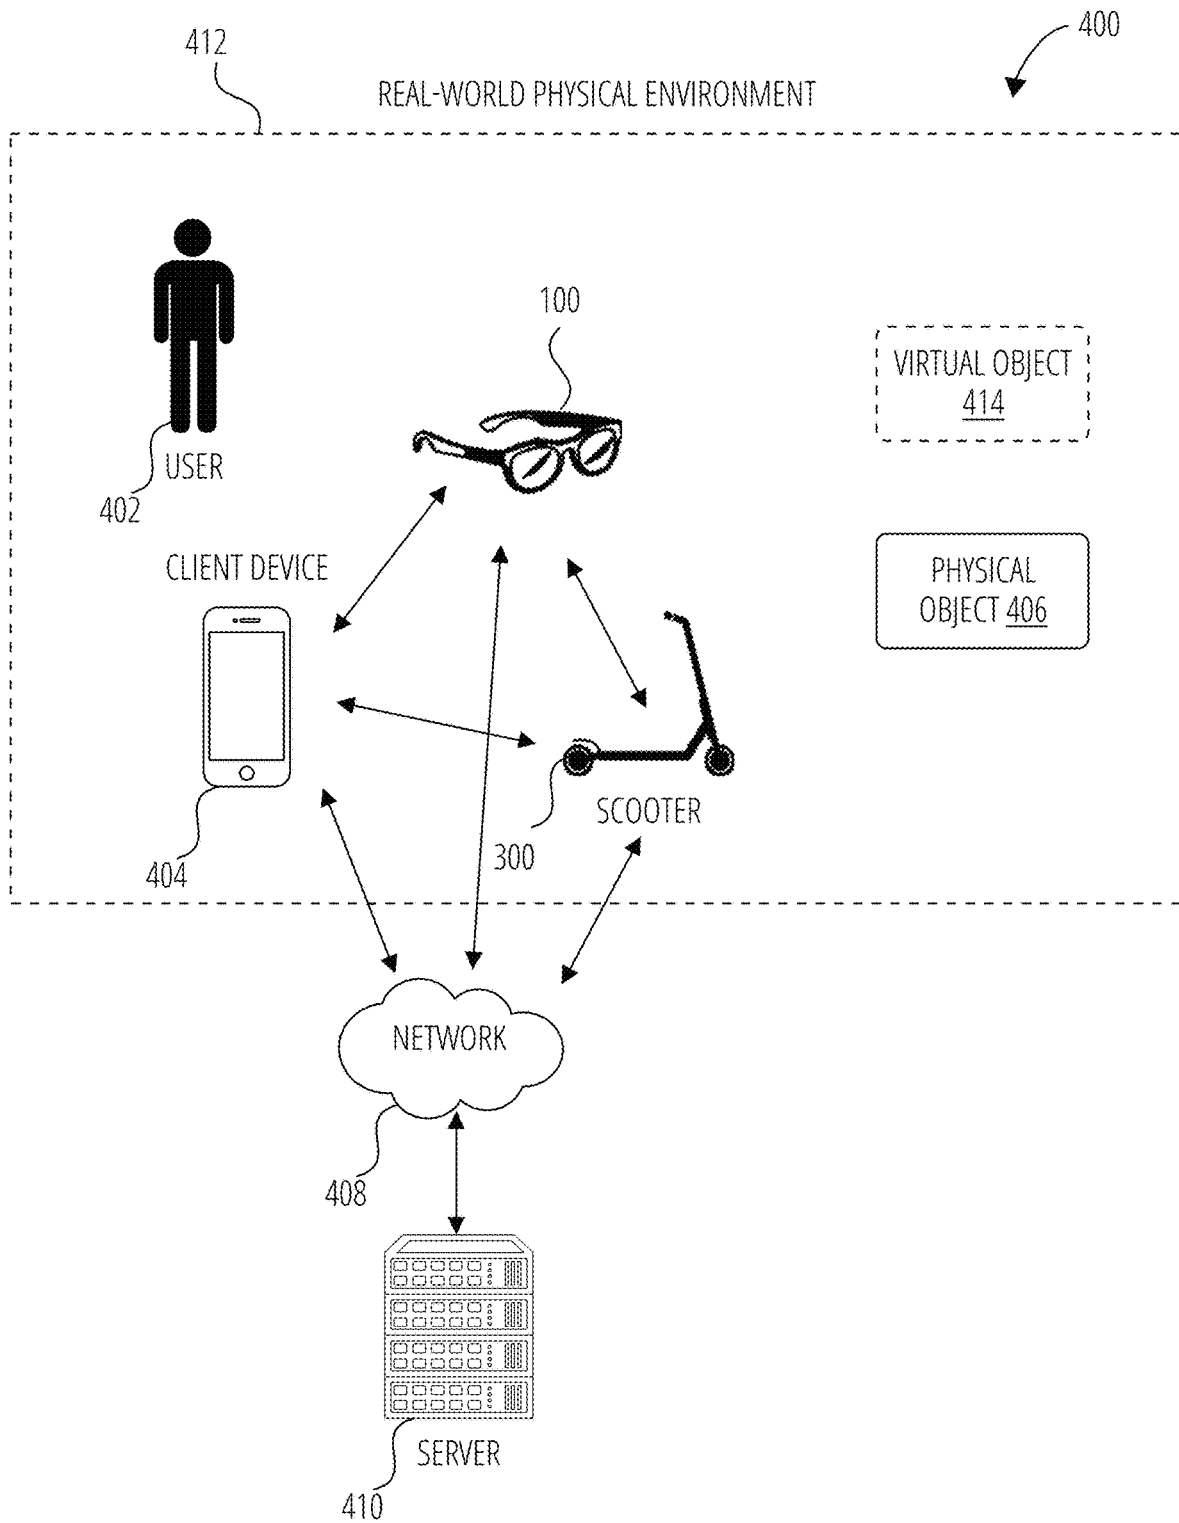 400
412
REAL-WORLD PHYSICAL ENVIRONMENT
100
VIRTUAL OBJECT
414
USER
402
CLIENT DEVICE
PHYSICAL
OBJECT 406
SCOOTER
300
404
NETWORK
408
SERVER
410